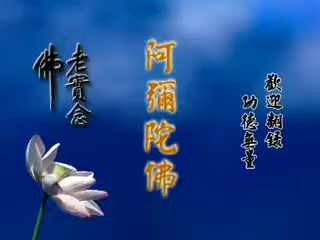 歡迎翻錄
功德無量
阿彌陀佛
老實念
佛